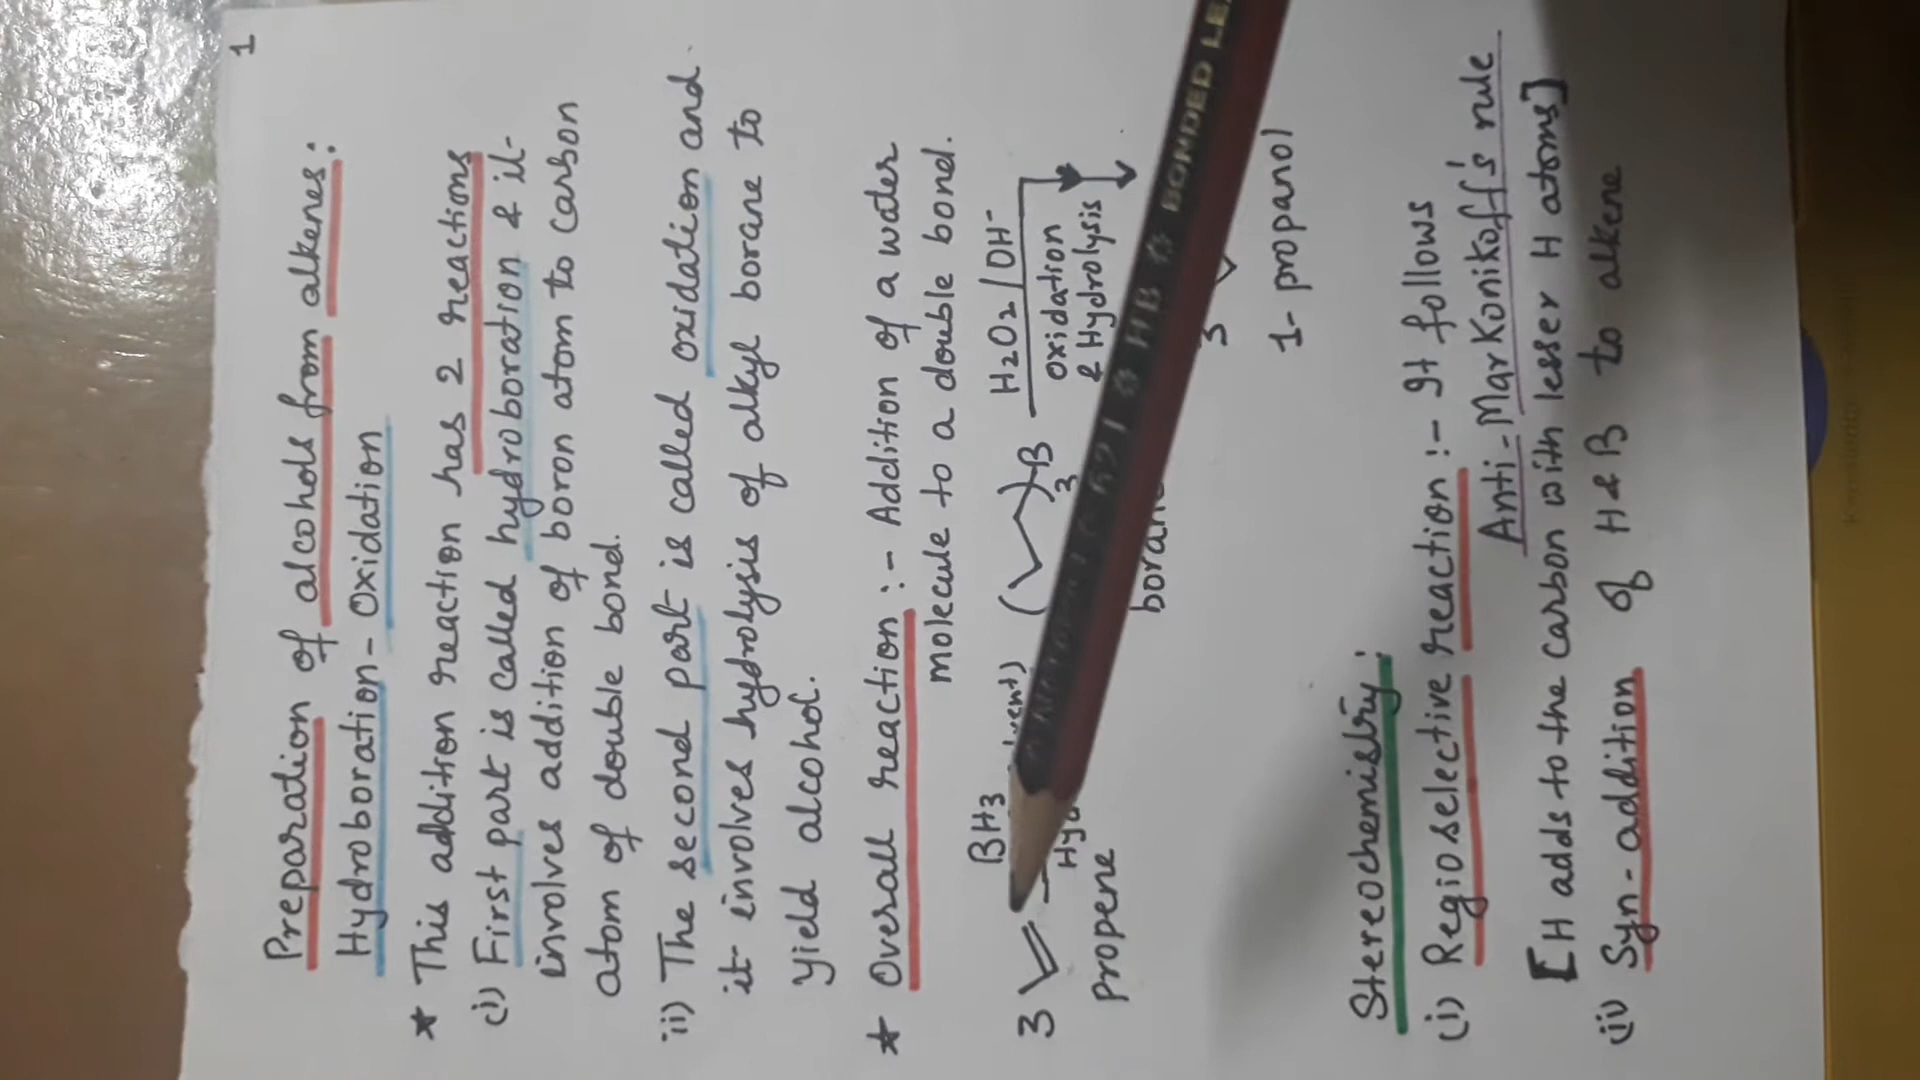 1
Preparation of alcohols from alkenes:
Hydroboration - Oxidation
* This addition reaction has 2 reactions
(i) First part is called hydroboration & it-
involves addition of boron atom to carbon
atom of double bond.
ii) The second part is called oxidation and
it involves hydrolysis of alkyl borane to
yield alcohol.
* Overall reaction :- Addition of a water
molecule to a double bond.
BH3
H2O2/OH-
3
( )3B
oxidation
& Hydrolysis
propene
3
1-propanol
Stereochemistry:
(i) Regioselective reaction :- It follows
Anti-Markonikoff's rule
[H adds to the carbon with lesser H atoms]
(ii) Syn-addition of H & B to alkene
HB BONDED